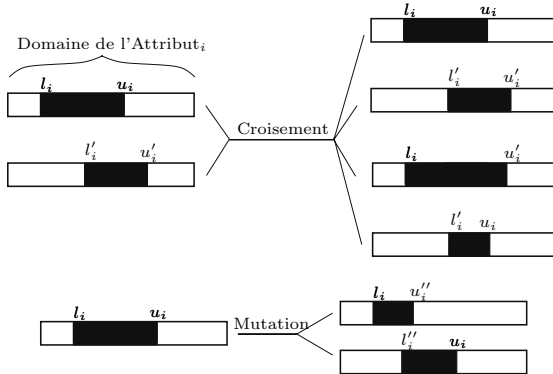 Domaine de l'Attribut_i
l_i u_i
l'_i u'_i
Croisement
l_i u_i
l'_i u'_i
l_i u'_i
l'_i u_i
l_i u_i
Mutation
l_i u''_i
l''_i u_i